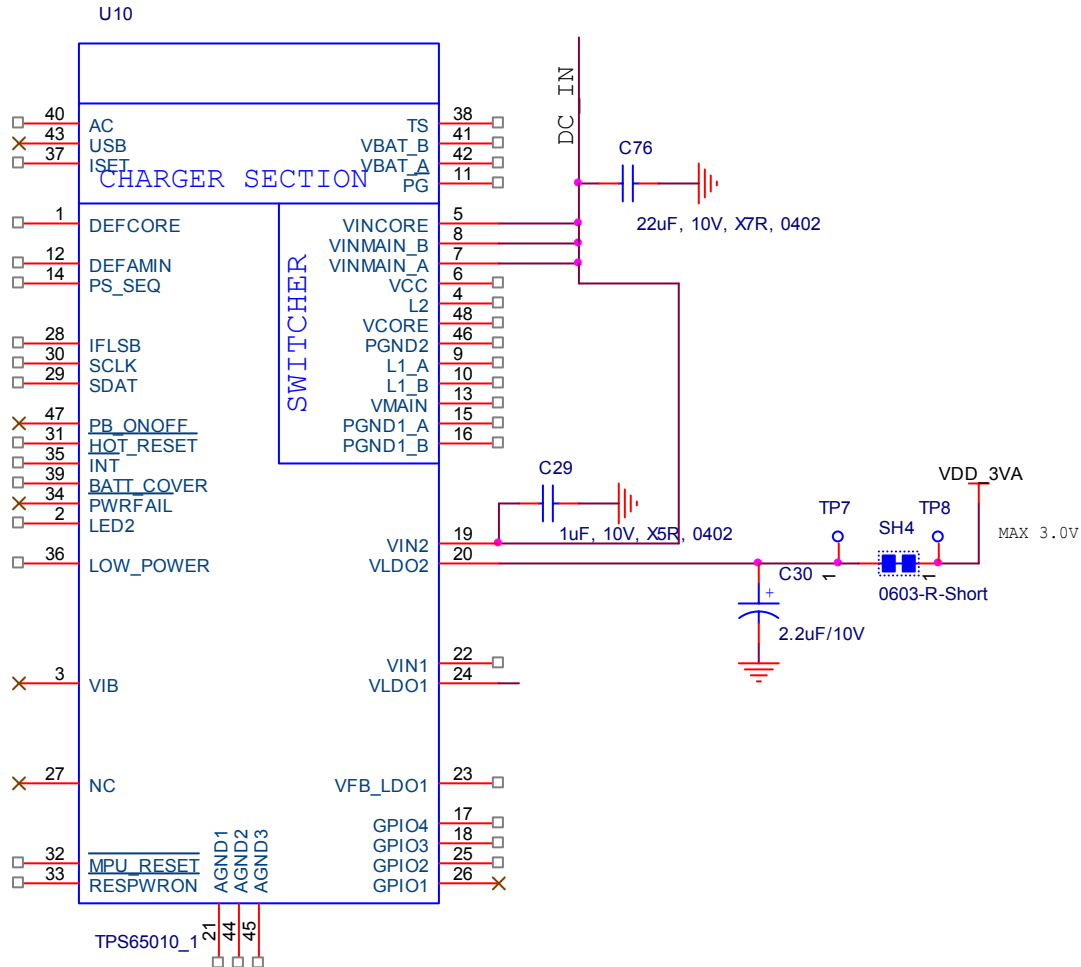 U10
40 AC
43 USB
37 ISET
CHARGER SECTION
TS 38
VBAT_B 41
VBAT_A 42
PG 11
1 DEFCORE
12 DEFAMIN
14 PS_SEQ
28 IFLSB
30 SCLK
29 SDAT
47 PB_ONOFF
31 HOT_RESET
35 INT
39 BATT_COVER
34 PWRFAIL
2 LED2
36 LOW_POWER
3 VIB
27 NC
32 MPU_RESET
33 RESPWRON
SWITCHER
VINCORE 5
VINMAIN_B 8
VINMAIN_A 7
VCC 6
L2 4
VCORE 48
PGND2 46
L1_A 9
L1_B 10
VMAIN 13
PGND1_A 15
PGND1_B 16
VIN2 19
VLDO2 20
VIN1 22
VLDO1 24
VFB_LDO1 23
GPIO4 17
GPIO3 18
GPIO2 25
GPIO1 26
AGND1 21
AGND2 44
AGND3 45
TPS65010_1
DC_IN
C76
22uF, 10V, X7R, 0402
C29
1uF, 10V, X5R, 0402
C30
+
2.2uF/10V
TP7
1
SH4
0603-R-Short
TP8
1
VDD_3VA
MAX 3.0V